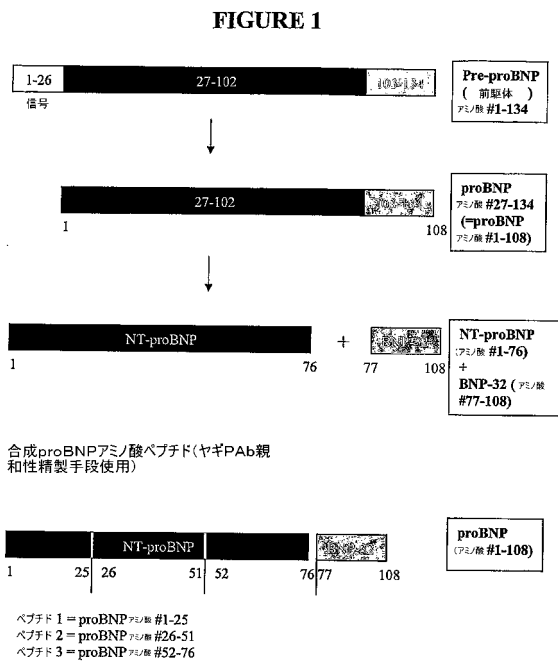 FIGURE 1
1-26
27-102
103-134
信号
Pre-proBNP
( 前駆体 )
アミノ酸 #1-134
27-102
1
108
proBNP
アミノ酸 #27-134
(=proBNP
アミノ酸 #1-108)
NT-proBNP
+
1
76
77
108
NT-proBNP
(アミノ酸 #1-76)
+
BNP-32 (アミノ酸
#77-108)
合成proBNPアミノ酸ペプチド(ヤギPAb親
和性精製手段使用)
NT-proBNP
1
25
26
51
52
76
77
108
proBNP
(アミノ酸 #1-108)
ペプチド 1 = proBNP アミノ酸 #1-25
ペプチド 2 = proBNP アミノ酸 #26-51
ペプチド 3 = proBNP アミノ酸 #52-76